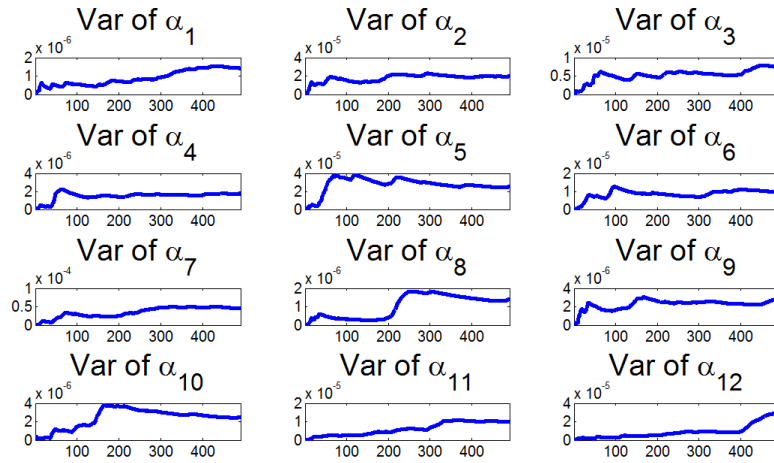 Var of α1 Var of α2 Var of α3
2 x 10^-6 4 x 10^-5 1 x 10^-5
1 2 0.5
0 0 0
100 200 300 400 100 200 300 400 100 200 300 400
Var of α4 Var of α5 Var of α6
4 x 10^-6 4 x 10^-5 2 x 10^-5
2 2 1
0 0 0
100 200 300 400 100 200 300 400 100 200 300 400
Var of α7 Var of α8 Var of α9
1 x 10^-4 2 x 10^-6 4 x 10^-6
0.5 1 2
0 0 0
100 200 300 400 100 200 300 400 100 200 300 400
Var of α10 Var of α11 Var of α12
4 x 10^-6 2 x 10^-5 4 x 10^-5
2 1 2
0 0 0
100 200 300 400 100 200 300 400 100 200 300 400